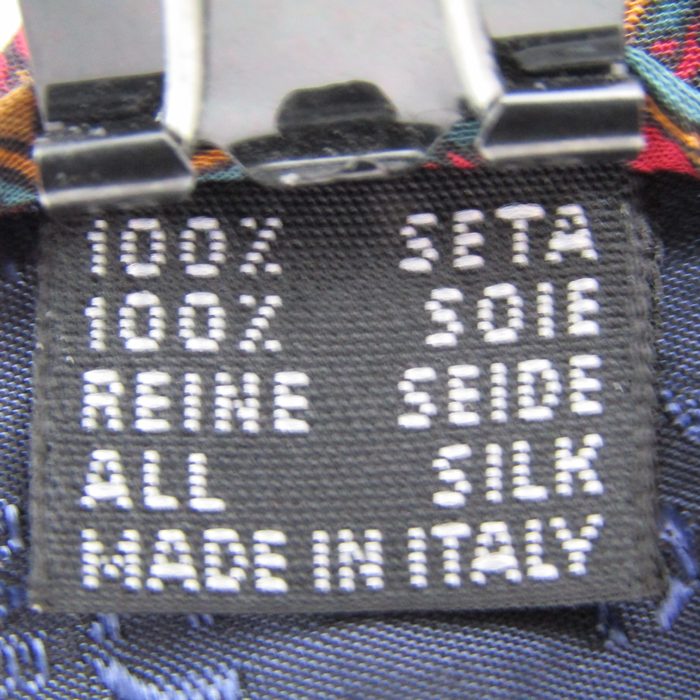 100% SETA
100% SOIE
REINE SEIDE
ALL SILK
MADE IN ITALY